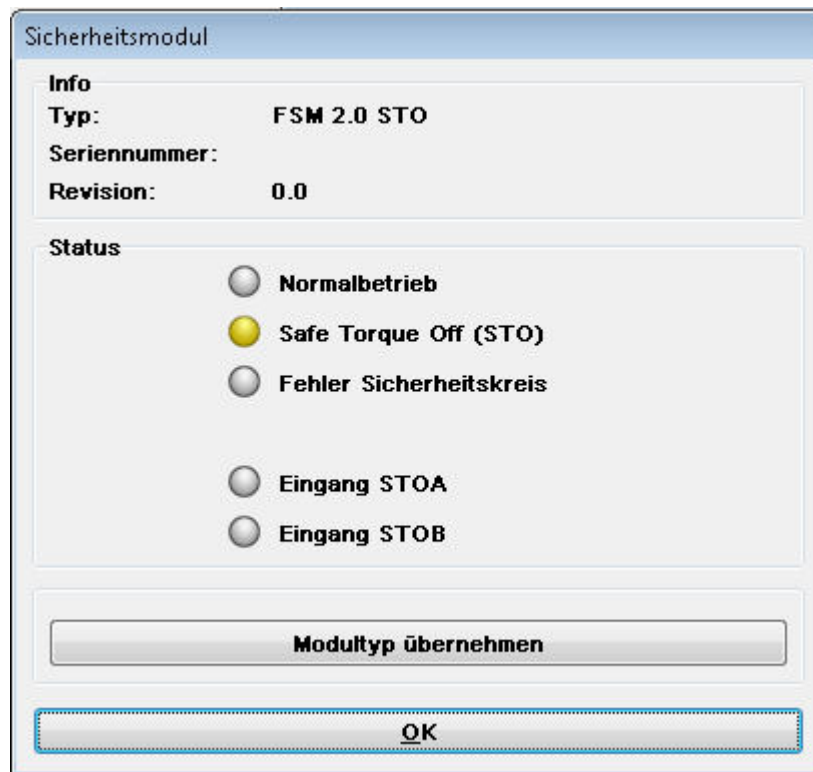 Sicherheitsmodul
Info
Typ: FSM 2.0 STO
Seriennummer:
Revision: 0.0
Status
Normalbetrieb
Safe Torque Off (STO)
Fehler Sicherheitskreis
Eingang STOA
Eingang STOB
Modultyp übernehmen
OK